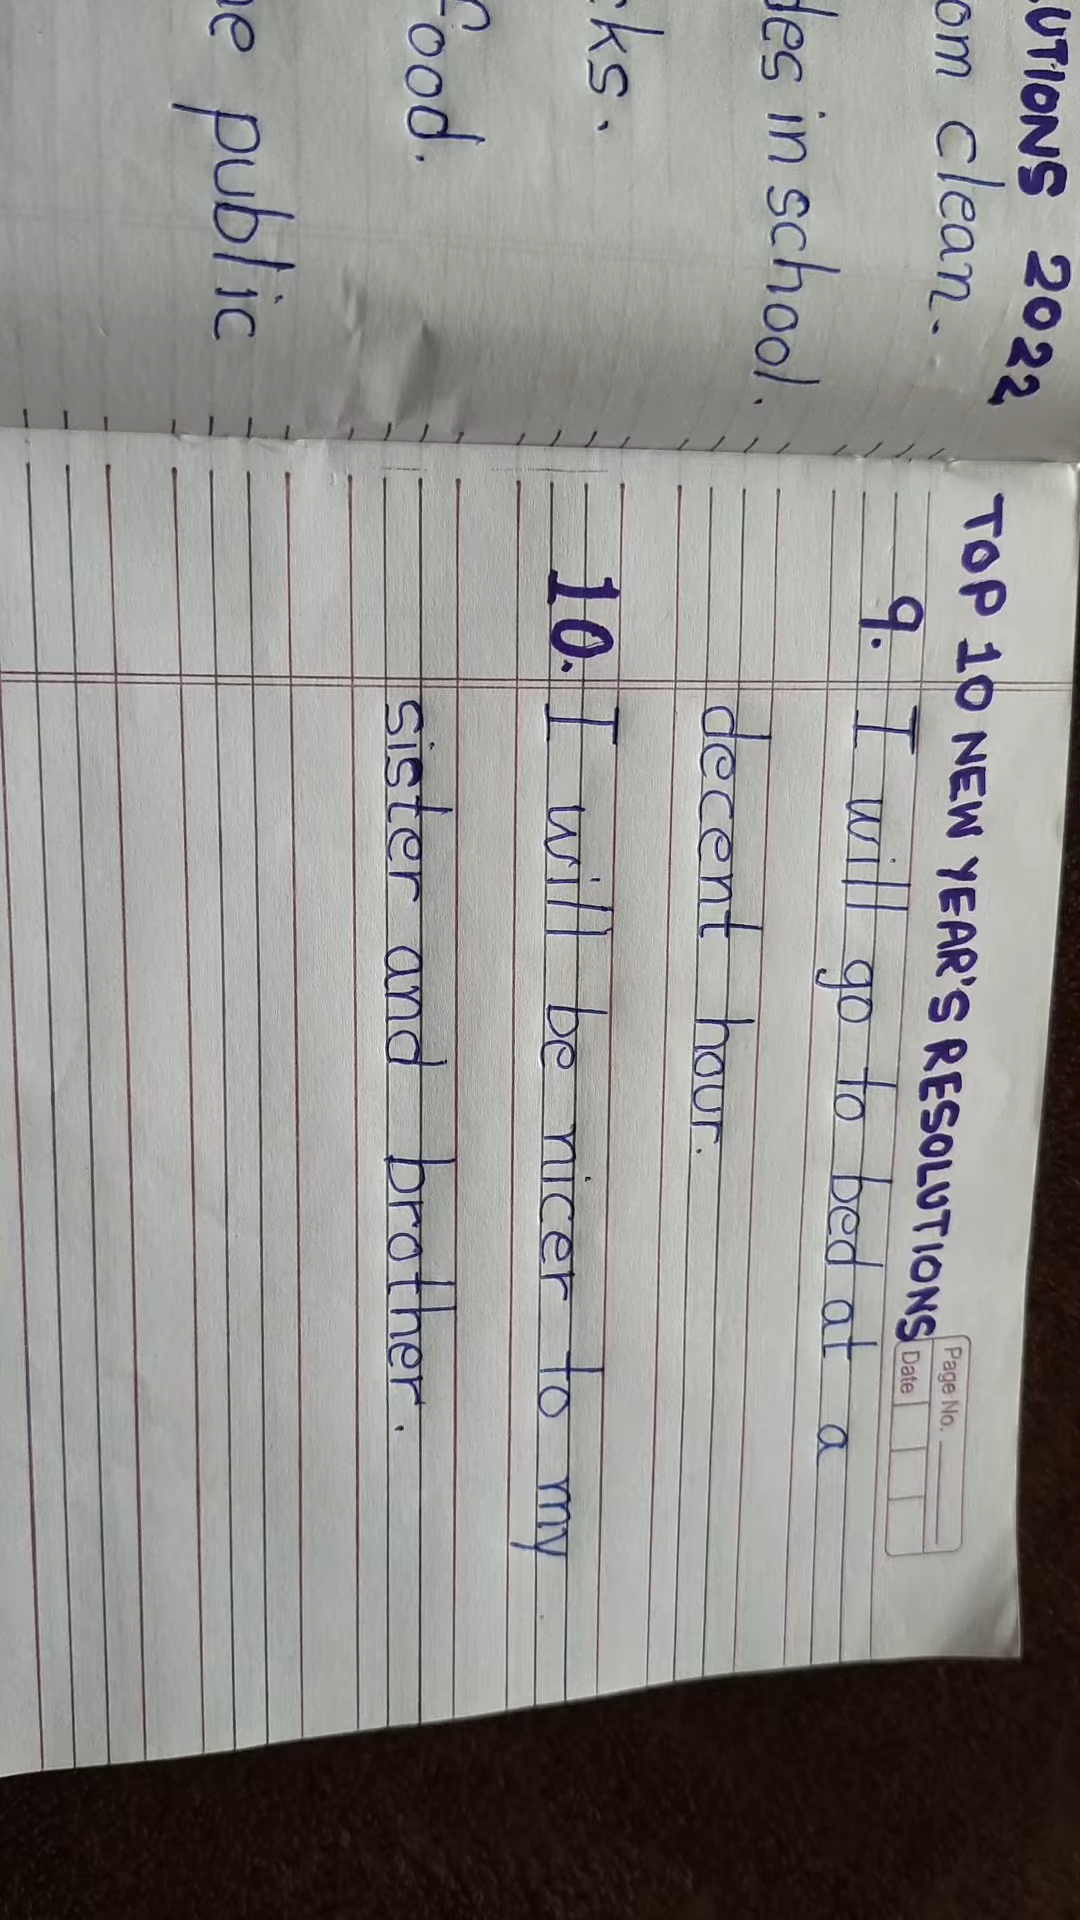 UTIONS 2022
om clean.
des in school.
ks.
food.
he public
TOP 10 NEW YEAR'S RESOLUTIONS
Page No.
Date
9. I will go to bed at a
decent hour.
10. I will be nicer to my
sister and brother.